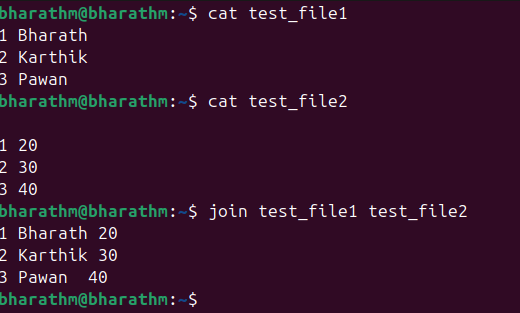 bharathm@bharathm:~$ cat test_file1
1 Bharath
2 Karthik
3 Pawan
bharathm@bharathm:~$ cat test_file2

1 20
2 30
3 40
bharathm@bharathm:~$ join test_file1 test_file2
1 Bharath 20
2 Karthik 30
3 Pawan  40
bharathm@bharathm:~$